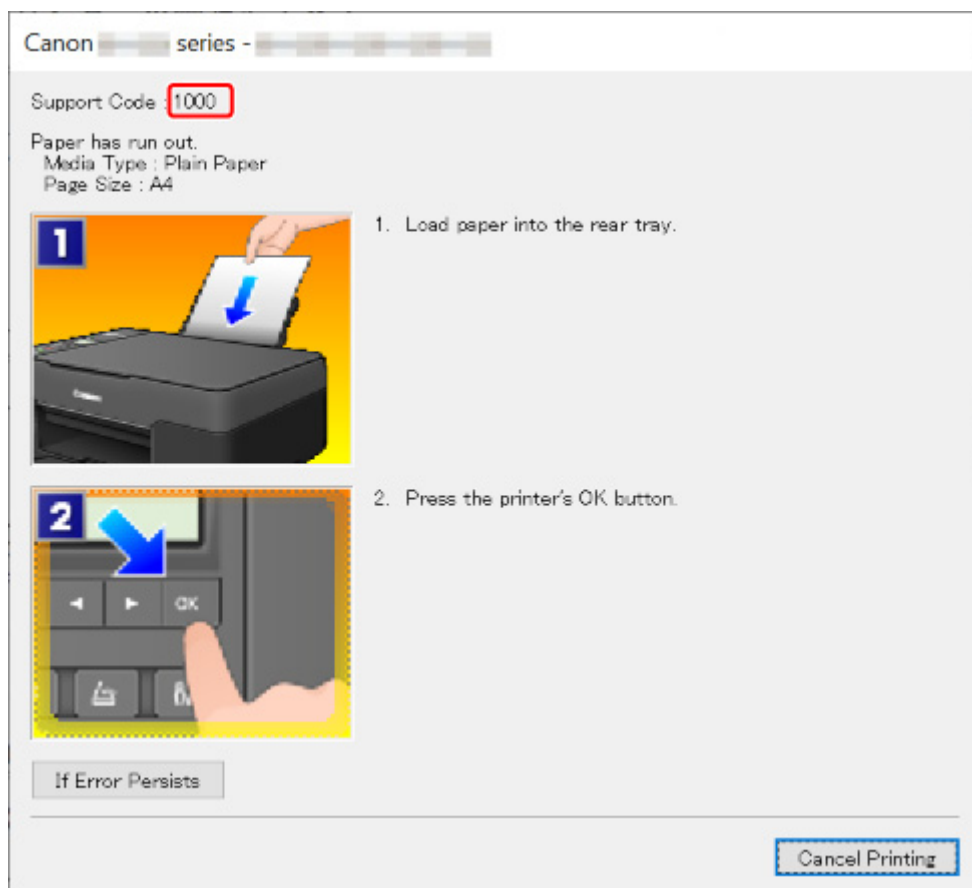 Canon series -
Support Code : 1000
Paper has run out.
Media Type : Plain Paper
Page Size : A4
1
1. Load paper into the rear tray.
Canon
2
2. Press the printer's OK button.
OK
If Error Persists
Cancel Printing